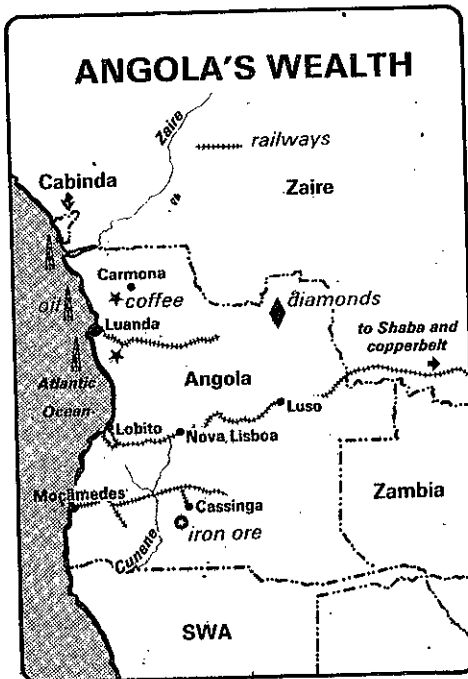 ANGOLA'S WEALTH
Zaire
railways
Cabinda
Zaire
Carmona
oil
coffee
diamonds
Luanda
to Shaba and
copperbelt
Atlantic
Ocean
Angola
Luso
Lobito
Nova Lisboa
Moçâmedes
Cassinga
Zambia
iron ore
Cunene
SWA